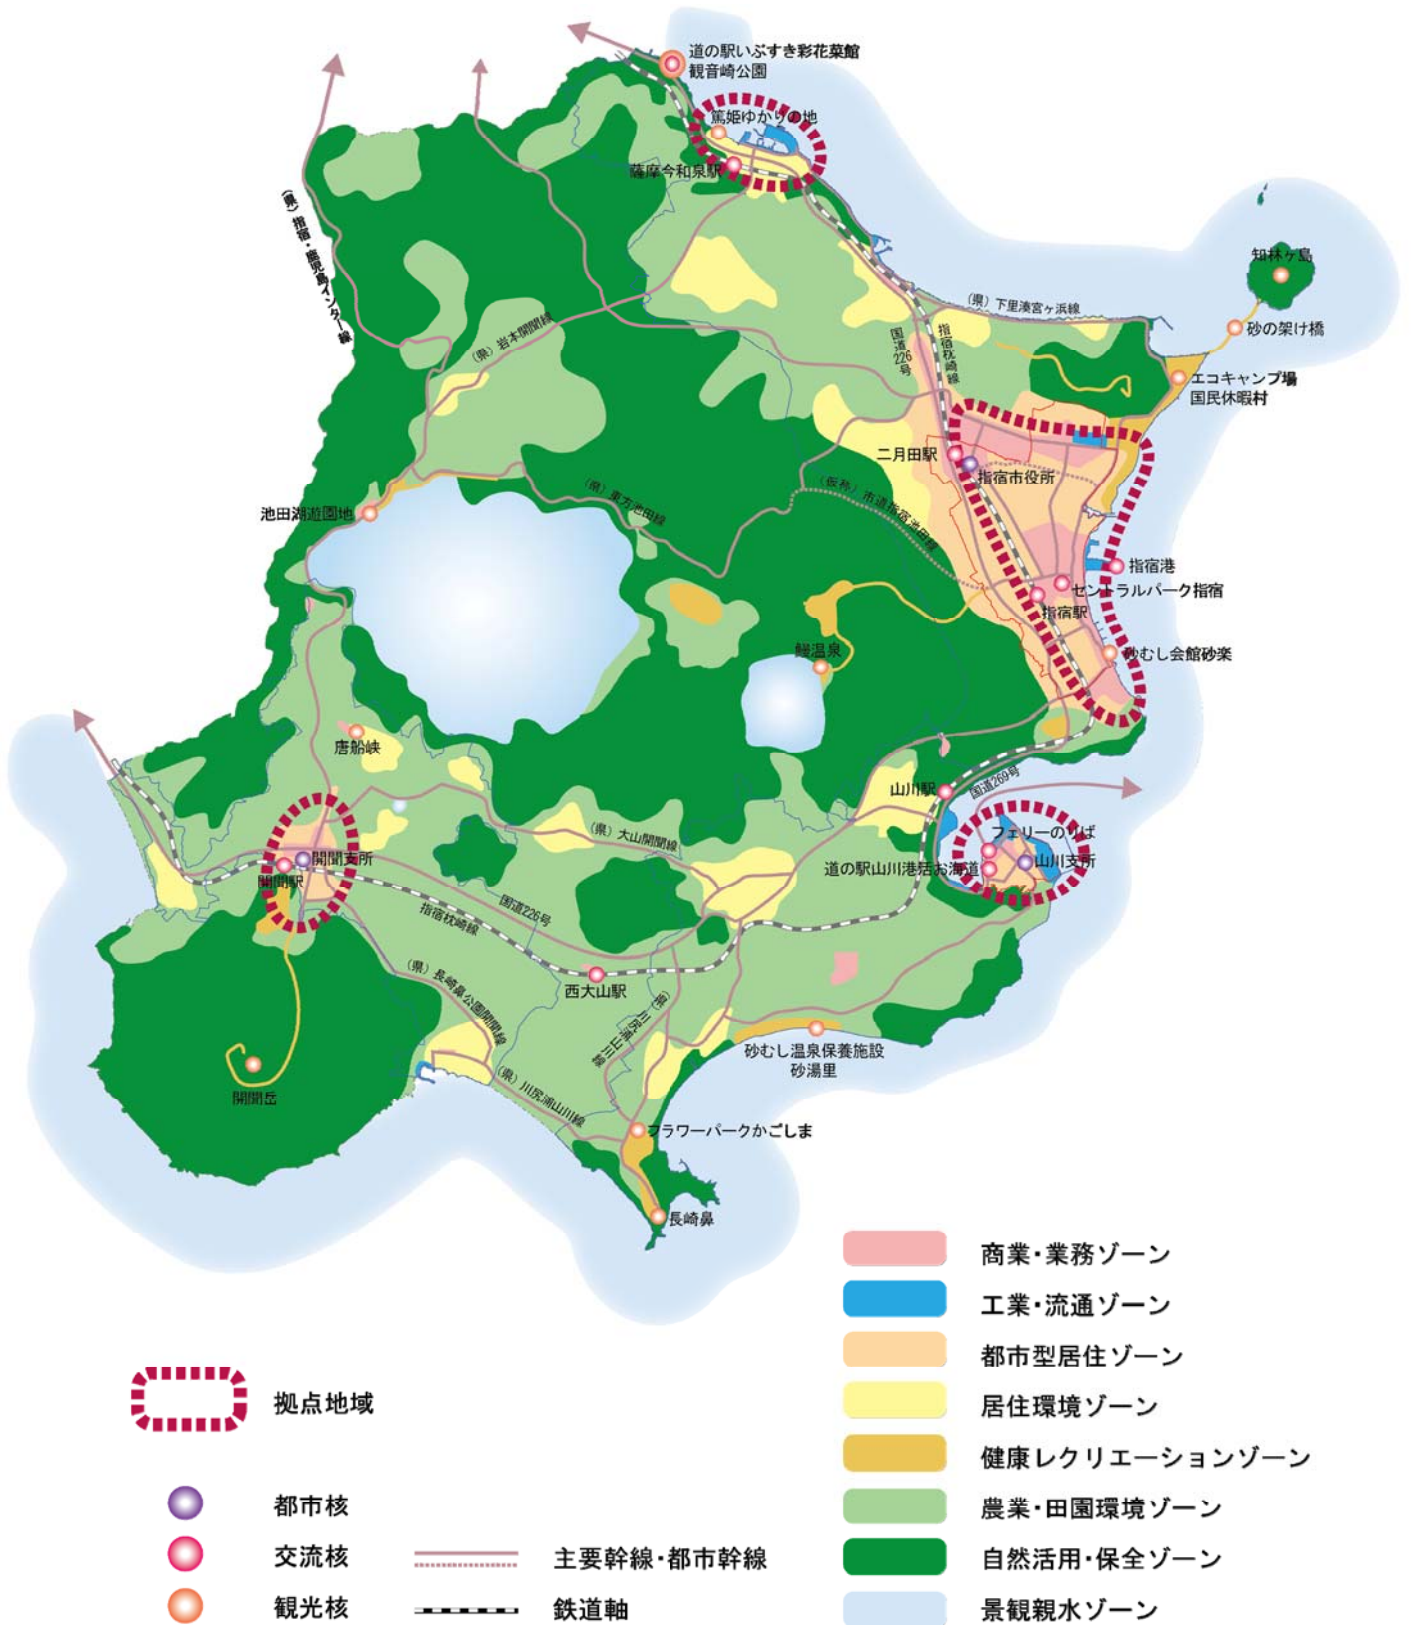 道の駅いぶすき彩花菜館
観音崎公園
篤姫ゆかりの地
薩摩今和泉駅
(県)指宿・鹿児島インター線
知林ヶ島
(県)下里湊宮ヶ浜線
砂の架け橋
国道226号
指宿枕崎線
(県)岩本開聞線
エコキャンプ場
国民休暇村
二月田駅
指宿市役所
(仮称)市道指宿池田線
(県)東方池田線
池田湖遊園地
指宿港
セントラルパーク指宿
指宿駅
鰻温泉
砂むし会館砂楽
唐船峡
山川駅
国道269号
フェリーのりば
(県)大山開聞線
開聞支所
山川支所
道の駅山川港活お海道
開聞駅
国道226号
指宿枕崎線
(県)長崎鼻公園開聞線
西大山駅
(県)川尻浦山川線
砂むし温泉保養施設
砂湯里
(県)川尻浦山川線
開聞岳
フラワーパークかごしま
長崎鼻
商業・業務ゾーン
工業・流通ゾーン
都市型居住ゾーン
拠点地域
居住環境ゾーン
健康レクリエーションゾーン
都市核
農業・田園環境ゾーン
交流核
主要幹線・都市幹線
自然活用・保全ゾーン
観光核
鉄道軸
景観親水ゾーン